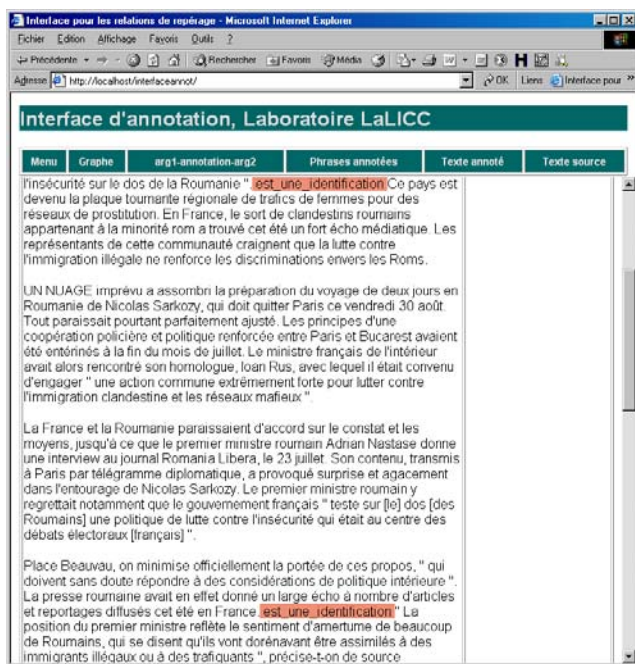 Interface pour les relations de repérage - Microsoft Internet Explorer
Fichier Edition Affichage Favoris Outils ?
Précédente Rechercher Favoris Média
Adresse http://localhost/interfaceannot/ OK Liens Interface pour »
Interface d'annotation, Laboratoire LaLICC
Menu Graphe arg1-annotation-arg2 Phrases annotées Texte annoté Texte source
l'insécurité sur le dos de la Roumanie ". est_une_identification Ce pays est
devenu la plaque tournante régionale de trafics de femmes pour des
réseaux de prostitution. En France, le sort de clandestins roumains
appartenant à la minorité rom a trouvé cet été un fort écho médiatique. Les
représentants de cette communauté craignent que la lutte contre
l'immigration illégale ne renforce les discriminations envers les Roms.
UN NUAGE imprévu a assombri la préparation du voyage de deux jours en
Roumanie de Nicolas Sarkozy, qui doit quitter Paris ce vendredi 30 août.
Tout paraissait pourtant parfaitement ajusté. Les principes d'une
coopération policière et politique renforcée entre Paris et Bucarest avaient
été entérinés à la fin du mois de juillet. Le ministre français de l'intérieur
avait alors rencontré son homologue, Ioan Rus, avec lequel il était convenu
d'engager " une action commune extrêmement forte pour lutter contre
l'immigration clandestine et les réseaux mafieux ".
La France et la Roumanie paraissaient d'accord sur le constat et les
moyens, jusqu'à ce que le premier ministre roumain Adrian Nastase donne
une interview au journal Romania Libera, le 23 juillet. Son contenu, transmis
à Paris par télégramme diplomatique, a provoqué surprise et agacement
dans l'entourage de Nicolas Sarkozy. Le premier ministre roumain y
regrettait notamment que le gouvernement français " teste sur [le] dos [des
Roumains] une politique de lutte contre l'insécurité qui était au centre des
débats électoraux [français] ".
Place Beauvau, on minimise officiellement la portée de ces propos, " qui
doivent sans doute répondre à des considérations de politique intérieure ".
La presse roumaine avait en effet donné un large écho à nombre d'articles
et reportages diffusés cet été en France. est_une_identification " La
position du premier ministre reflète le sentiment d'amertume de beaucoup
de Roumains, qui se disent qu'ils vont dorénavant être assimilés à des
immigrants illégaux ou à des trafiquants ", précise-t-on de source